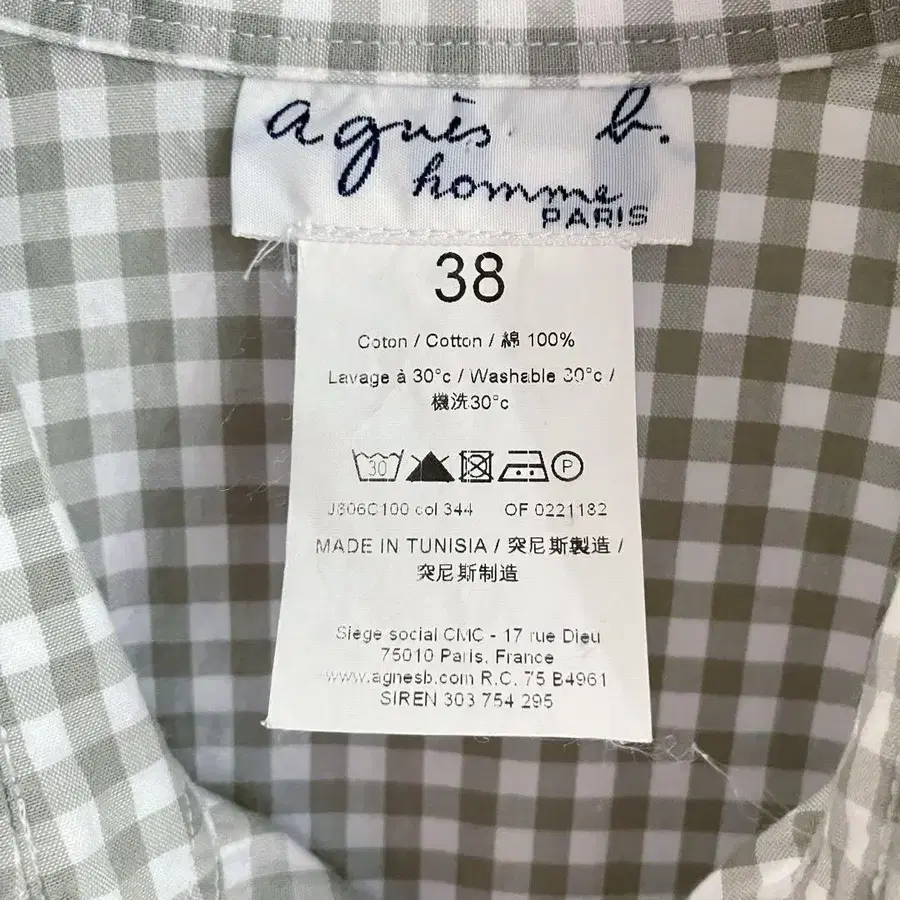 agnès b.
homme
PARIS
38
Coton / Cotton / 綿 100%
Lavage à 30°c / Washable 30°c /
機洗30°c
30 P
J806C100 col 344 OF 0221182
MADE IN TUNISIA / 突尼斯製造 /
突尼斯制造
Siege social CMC - 17 rue Dieu
75010 Paris, France
www.agnesb.com R.C. 75 B4961
SIREN 303 754 295